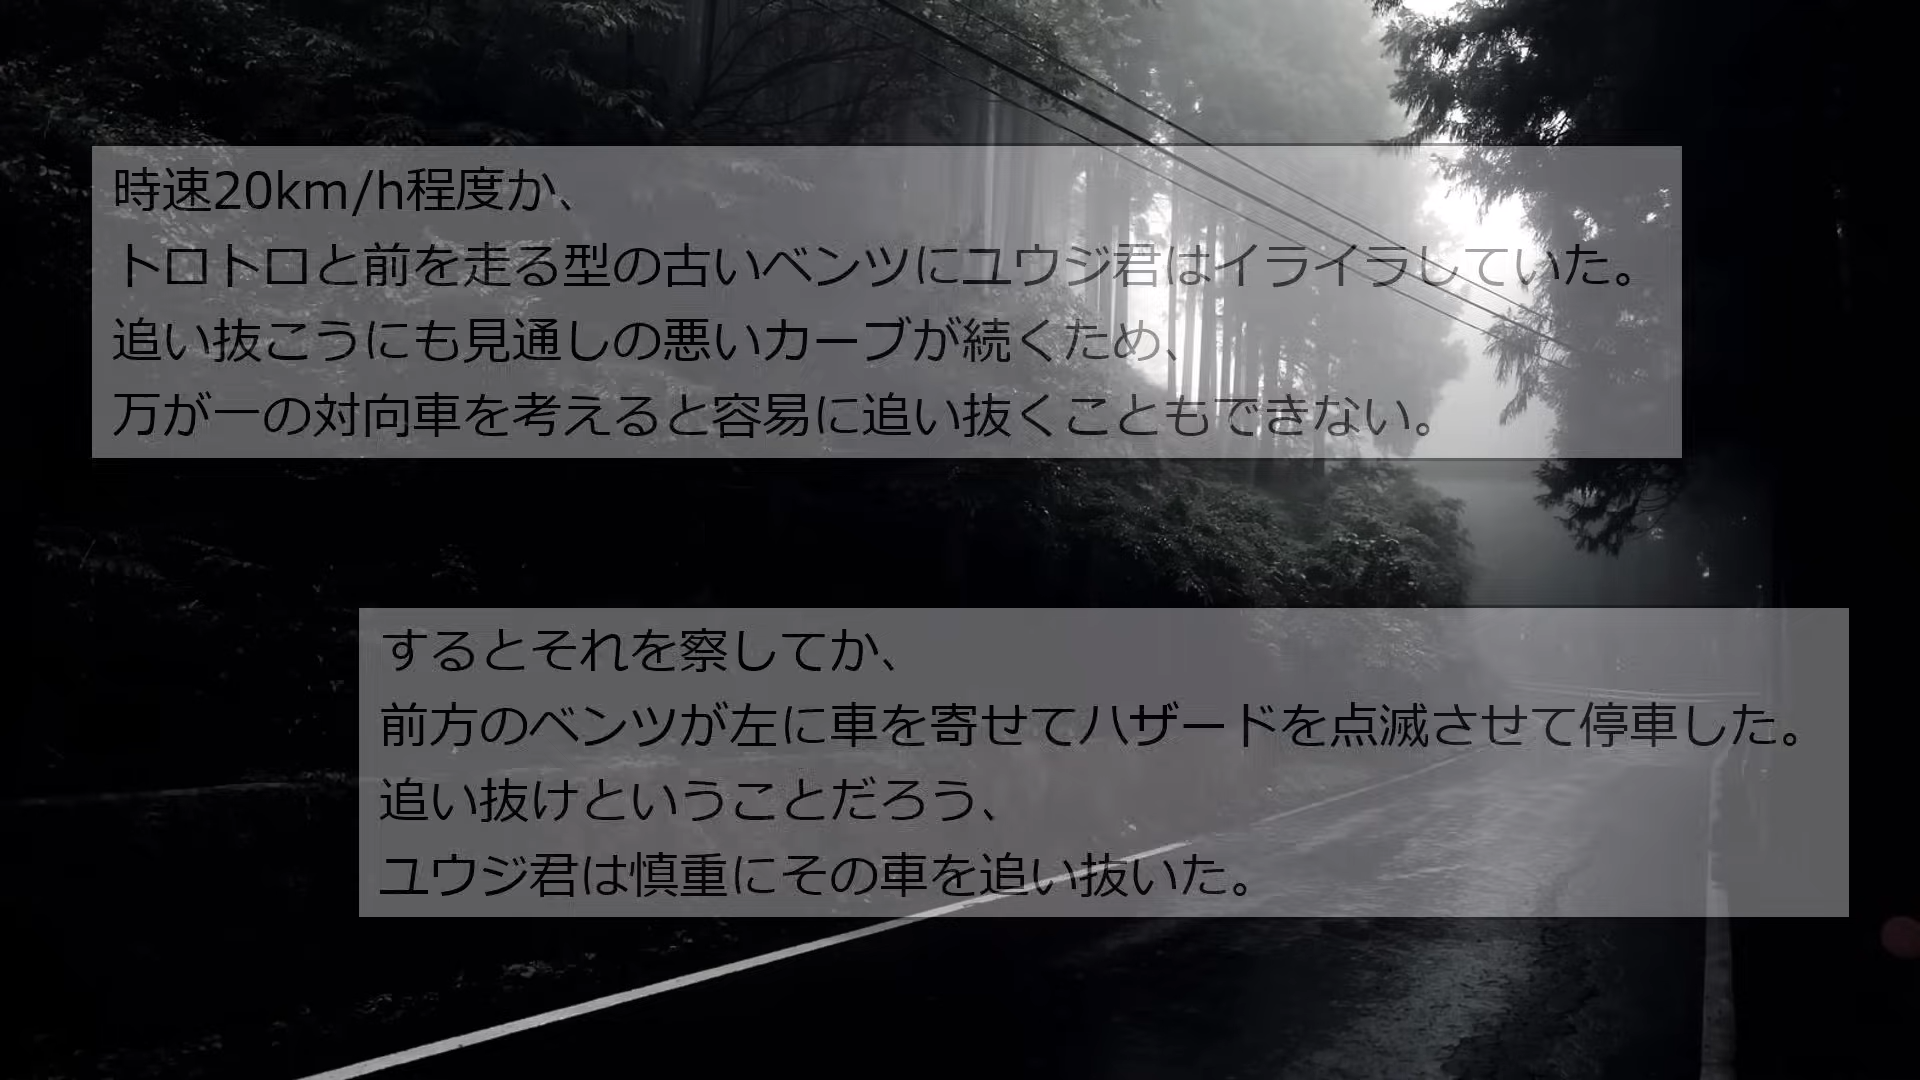 時速20km/h程度か、
トロトロと前を走る型の古いベンツにユウジ君はイライラしていた。
追い抜こうにも見通しの悪いカーブが続くため、
万が一の対向車を考えると容易に追い抜くこともできない。
するとそれを察してか、
前方のベンツが左に車を寄せてハザードを点滅させて停車した。
追い抜けということだろう、
ユウジ君は慎重にその車を追い抜いた。